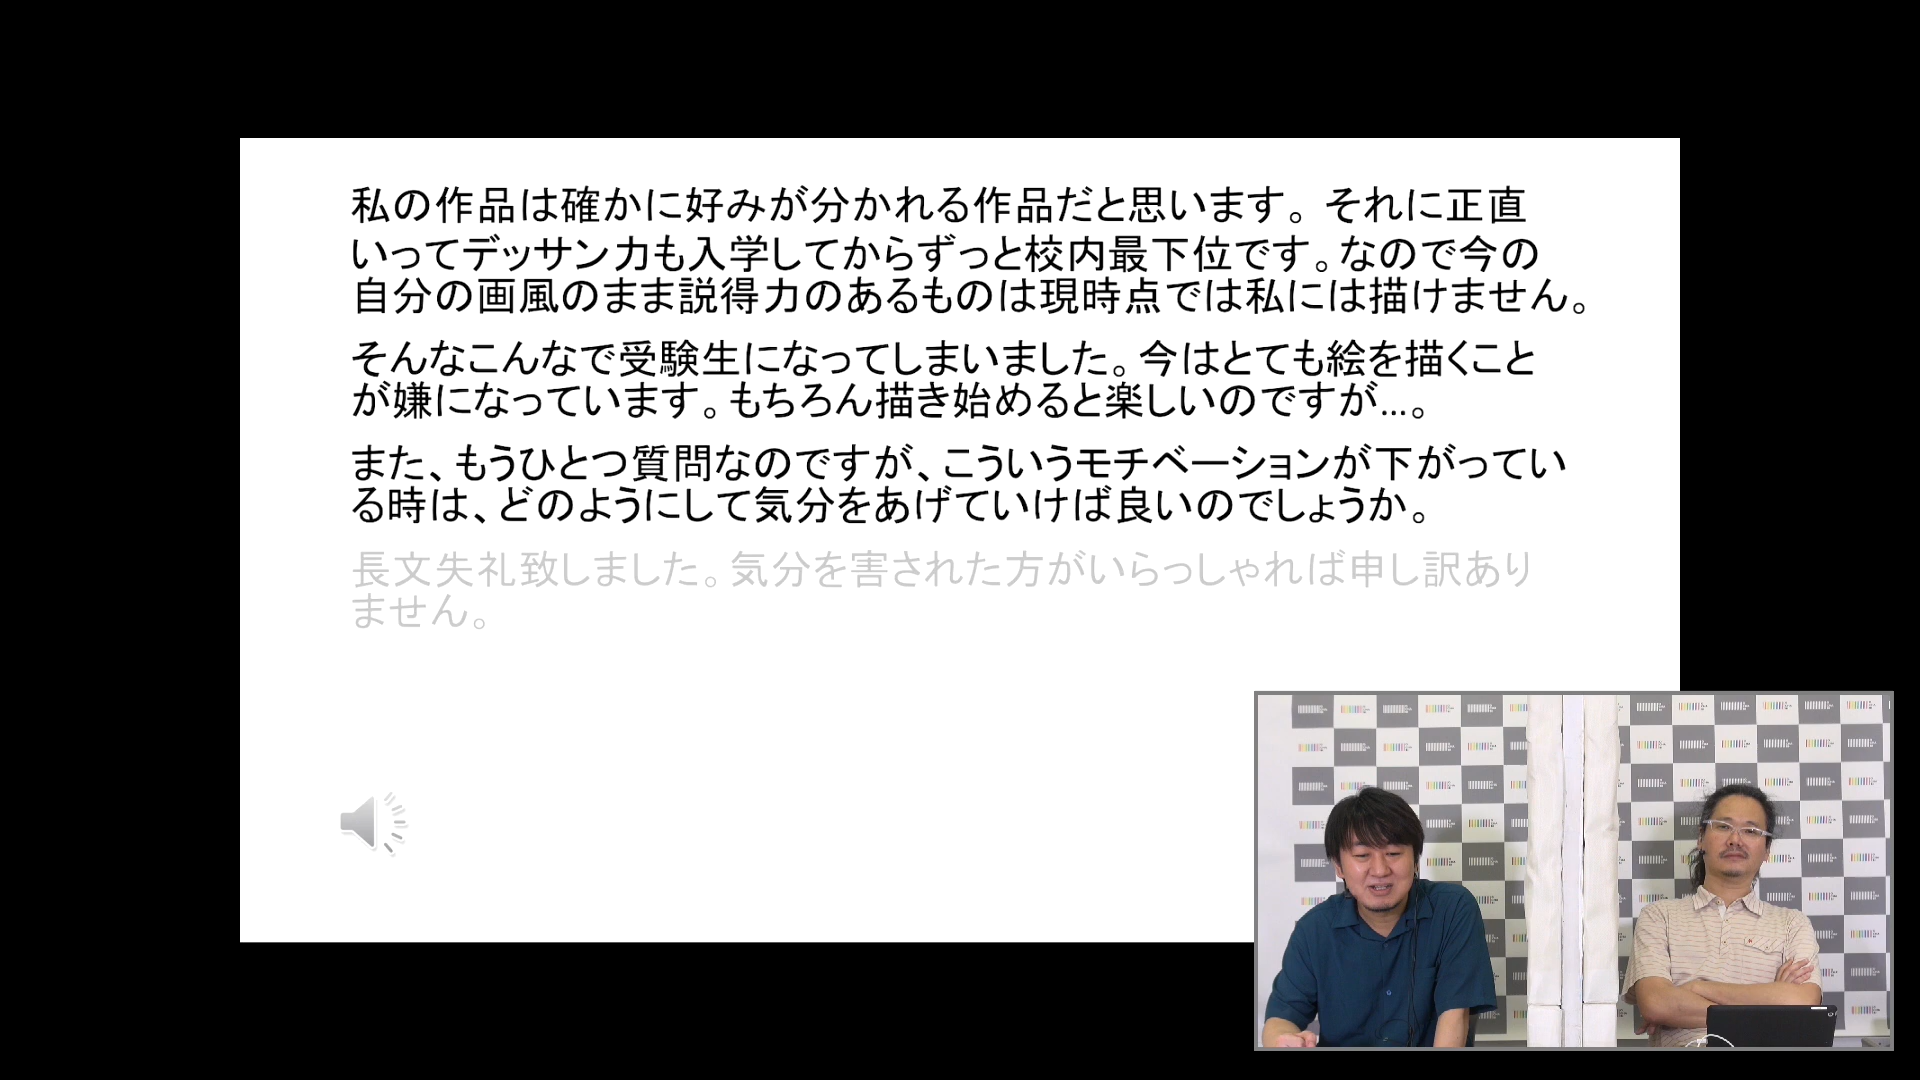 私の作品は確かに好みが分かれる作品だと思います。それに正直
いってデッサン力も入学してからずっと校内最下位です。なので今の
自分の画風のまま説得力のあるものは現時点では私には描けません。
そんなこんなで受験生になってしまいました。今はとても絵を描くこと
が嫌になっています。もちろん描き始めると楽しいのですが…。
また、もうひとつ質問なのですが、こういうモチベーションが下がってい
る時は、どのようにして気分をあげていけば良いのでしょうか。
長文失礼致しました。気分を害された方がいらっしゃれば申し訳あり
ません。